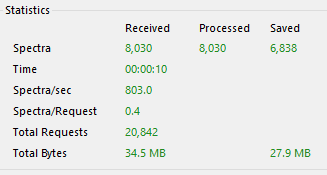 Statistics
Received Processed Saved
Spectra 8,030 8,030 6,838
Time 00:00:10
Spectra/sec 803.0
Spectra/Request 0.4
Total Requests 20,842
Total Bytes 34.5 MB 27.9 MB